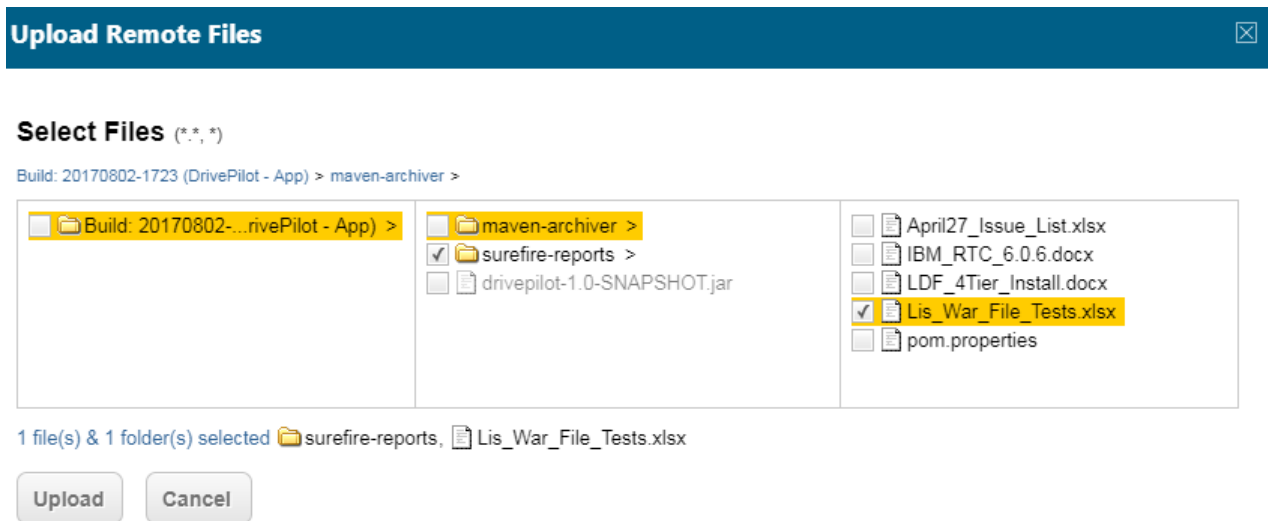 Upload Remote Files
Select Files (*.*, *)
Build: 20170802-1723 (DrivePilot - App) > maven-archiver >
Build: 20170802-...rivePilot - App) >
maven-archiver >
surefire-reports >
drivepilot-1.0-SNAPSHOT.jar
April27_Issue_List.xlsx
IBM_RTC_6.0.6.docx
LDF_4Tier_Install.docx
Lis_War_File_Tests.xlsx
pom.properties
1 file(s) & 1 folder(s) selected surefire-reports, Lis_War_File_Tests.xlsx
Upload Cancel